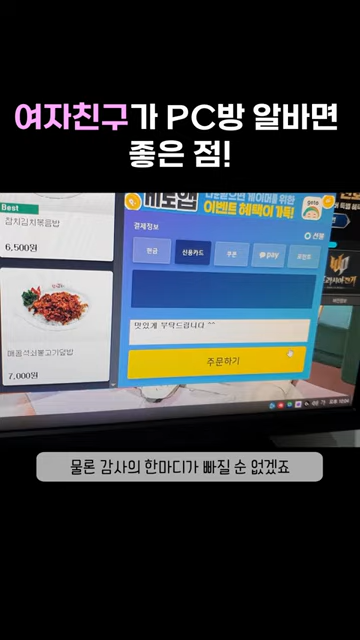 여자친구가 PC방 알바면
좋은 점!
이벤트 혜택이 가득!
geto
결제정보
선불
Best
참치김치볶음밥
6,500원
현금
신용카드
쿠폰
pay
맛있게 부탁드립니다 ^^
주문하기
매콤석쇠불고기덮밥
7,000원
물론 감사의 한마디가 빠질 순 없겠죠